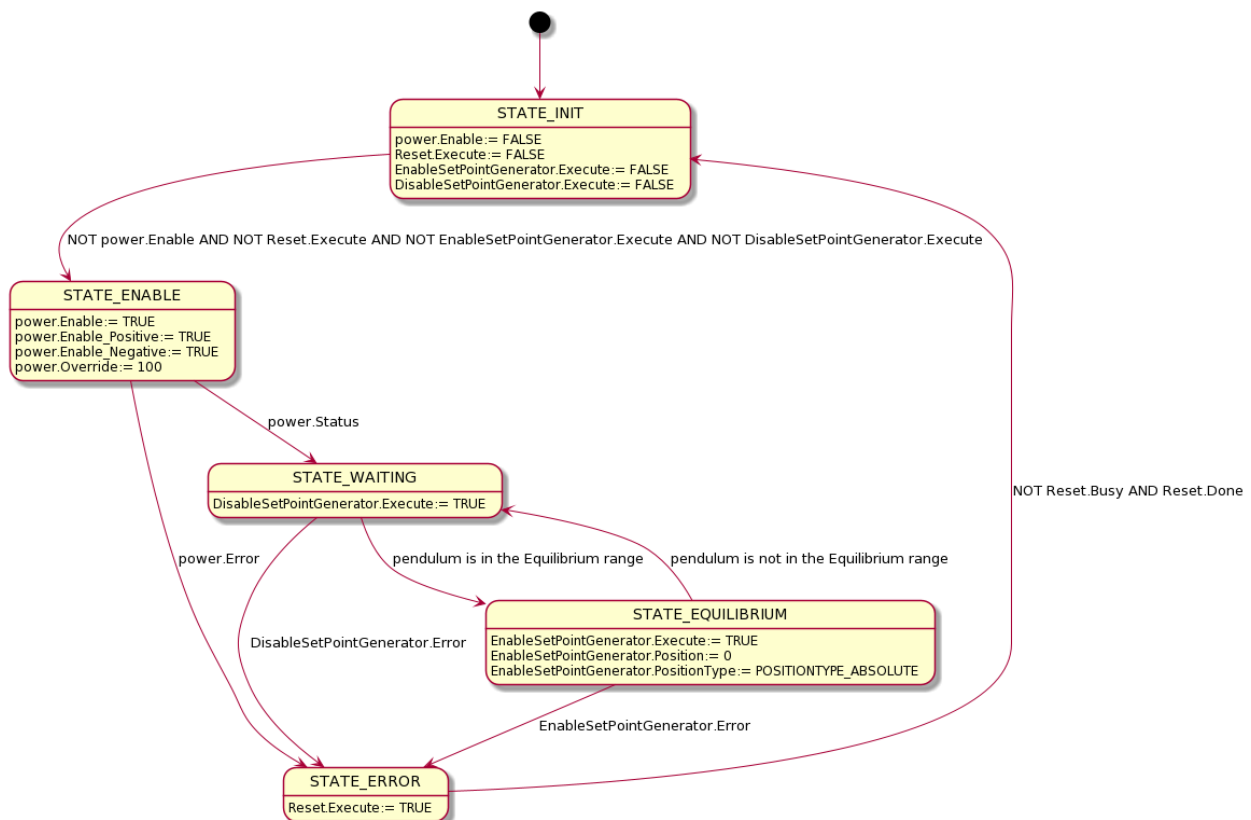 STATE_INIT
power.Enable:= FALSE
Reset.Execute:= FALSE
EnableSetPointGenerator.Execute:= FALSE
DisableSetPointGenerator.Execute:= FALSE
NOT power.Enable AND NOT Reset.Execute AND NOT EnableSetPointGenerator.Execute AND NOT DisableSetPointGenerator.Execute
STATE_ENABLE
power.Enable:= TRUE
power.Enable_Positive:= TRUE
power.Enable_Negative:= TRUE
power.Override:= 100
power.Status
STATE_WAITING
DisableSetPointGenerator.Execute:= TRUE
NOT Reset.Busy AND Reset.Done
power.Error
pendulum is in the Equilibrium range
pendulum is not in the Equilibrium range
STATE_EQUILIBRIUM
EnableSetPointGenerator.Execute:= TRUE
EnableSetPointGenerator.Position:= 0
EnableSetPointGenerator.PositionType:= POSITIONTYPE_ABSOLUTE
DisableSetPointGenerator.Error
EnableSetPointGenerator.Error
STATE_ERROR
Reset.Execute:= TRUE